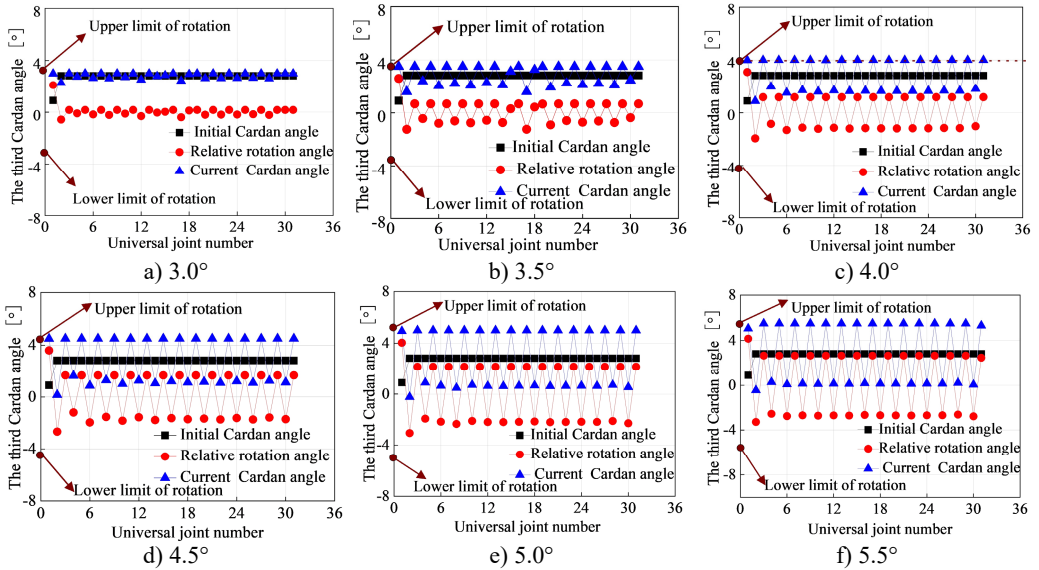 The third Cardan angle [°]
8
4
0
-4
-8
Upper limit of rotation
Initial Cardan angle
Relative rotation angle
Current Cardan angle
Lower limit of rotation
0 6 12 18 24 30 36
Universal joint number
a) 3.0°
The third Cardan angle [°]
8
4
0
-4
-8
Upper limit of rotation
Initial Cardan angle
Relative rotation angle
Current Cardan angle
Lower limit of rotation
0 6 12 18 24 30 36
Universal joint number
b) 3.5°
The third Cardan angle [°]
8
4
0
-4
-8
Upper limit of rotation
Initial Cardan angle
Relative rotation angle
Current Cardan angle
Lower limit of rotation
0 6 12 18 24 30 36
Universal joint number
c) 4.0°
The third Cardan angle [°]
8
4
0
-4
-8
Upper limit of rotation
Initial Cardan angle
Relative rotation angle
Current Cardan angle
Lower limit of rotation
0 6 12 18 24 30 36
Universal joint number
d) 4.5°
The third Cardan angle [°]
8
4
0
-4
-8
Upper limit of rotation
Initial Cardan angle
Relative rotation angle
Current Cardan angle
Lower limit of rotation
0 6 12 18 24 30 36
Universal joint number
e) 5.0°
The third Cardan angle [°]
8
4
0
-4
-8
Upper limit of rotation
Initial Cardan angle
Relative rotation angle
Current Cardan angle
Lower limit of rotation
0 6 12 18 24 30 36
Universal joint number
f) 5.5°